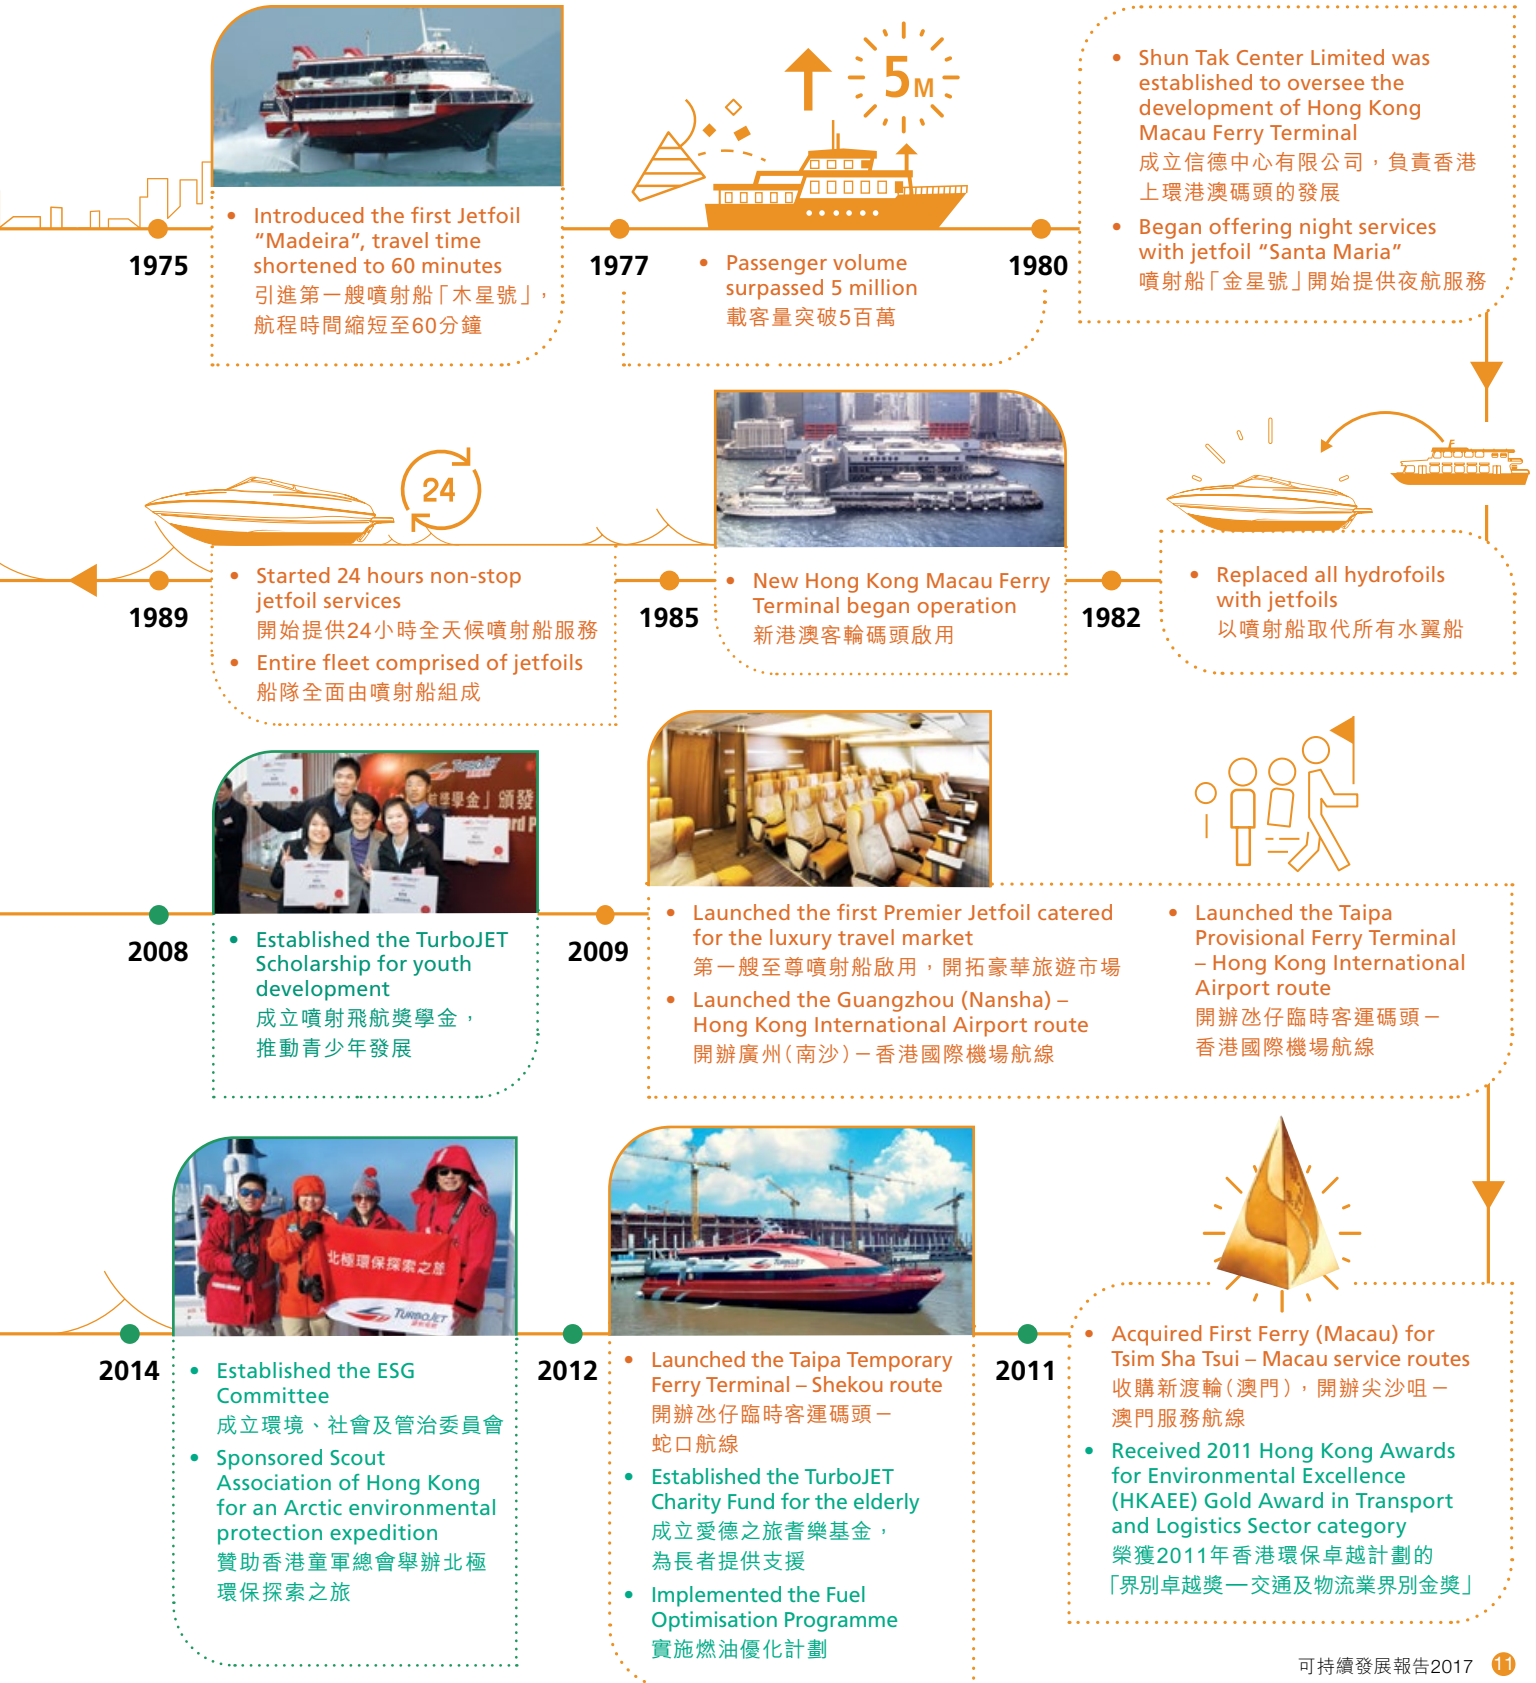 1975
Introduced the first Jetfoil
“Madeira”, travel time
shortened to 60 minutes
引進第一艘噴射船「木星號」，
航程時間縮短至60分鐘
5M
1977
Passenger volume
surpassed 5 million
載客量突破5百萬
1980
Shun Tak Center Limited was
established to oversee the
development of Hong Kong
Macau Ferry Terminal
成立信德中心有限公司，負責香港
上環港澳碼頭的發展
Began offering night services
with jetfoil “Santa Maria”
噴射船「金星號」開始提供夜航服務
1982
Replaced all hydrofoils
with jetfoils
以噴射船取代所有水翼船
1985
New Hong Kong Macau Ferry
Terminal began operation
新港澳客輪碼頭啟用
24
1989
Started 24 hours non-stop
jetfoil services
開始提供24小時全天候噴射船服務
Entire fleet comprised of jetfoils
船隊全面由噴射船組成
TURBOJET
學金」頒發
2008
Established the TurboJET
Scholarship for youth
development
成立噴射飛航獎學金，
推動青少年發展
2009
Launched the first Premier Jetfoil catered
for the luxury travel market
第一艘至尊噴射船啟用，開拓豪華旅遊市場
Launched the Guangzhou (Nansha) –
Hong Kong International Airport route
開辦廣州（南沙）－香港國際機場航線
Launched the Taipa
Provisional Ferry Terminal
– Hong Kong International
Airport route
開辦氹仔臨時客運碼頭－
香港國際機場航線
2011
Acquired First Ferry (Macau) for
Tsim Sha Tsui – Macau service routes
收購新渡輪（澳門），開辦尖沙咀－
澳門服務航線
Received 2011 Hong Kong Awards
for Environmental Excellence
(HKAEE) Gold Award in Transport
and Logistics Sector category
榮獲2011年香港環保卓越計劃的
「界別卓越獎—交通及物流業界別金獎」
TURBOJET
2012
Launched the Taipa Temporary
Ferry Terminal – Shekou route
開辦氹仔臨時客運碼頭－
蛇口航線
Established the TurboJET
Charity Fund for the elderly
成立愛德之旅耆樂基金，
為長者提供支援
Implemented the Fuel
Optimisation Programme
實施燃油優化計劃
北極環保探索之旅
TURBOJET
2014
Established the ESG
Committee
成立環境、社會及管治委員會
Sponsored Scout
Association of Hong Kong
for an Arctic environmental
protection expedition
贊助香港童軍總會舉辦北極
環保探索之旅
可持續發展報告2017 11